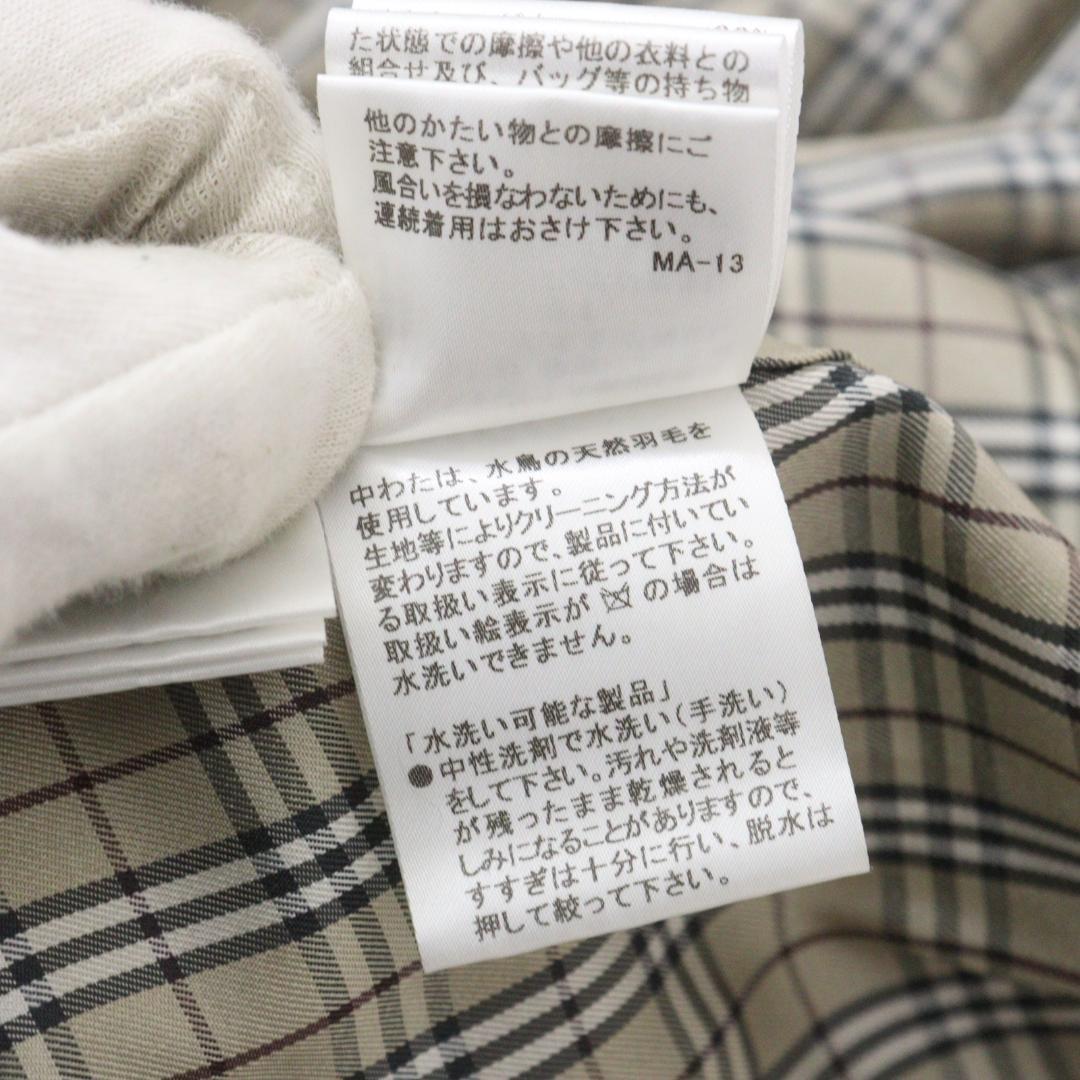 た状態での摩擦や他の衣料との
組合せ及び、バッグ等の持ち物
他のかたい物との摩擦にご
注意下さい。
風合いを損なわないためにも、
連続着用はおさけ下さい。
MA-13
中わたは、水鳥の天然羽毛を
使用しています。
生地等によりクリーニング方法が
変わりますので、製品に付いてい
る取扱い表示に従って下さい。
取扱い絵表示が の場合は
水洗いできません。
「水洗い可能な製品」
●中性洗剤で水洗い(手洗い)
をして下さい。汚れや洗剤液等
が残ったまま乾燥されると
しみになることがありますので、
すすぎは十分に行い、脱水は
押して絞って下さい。